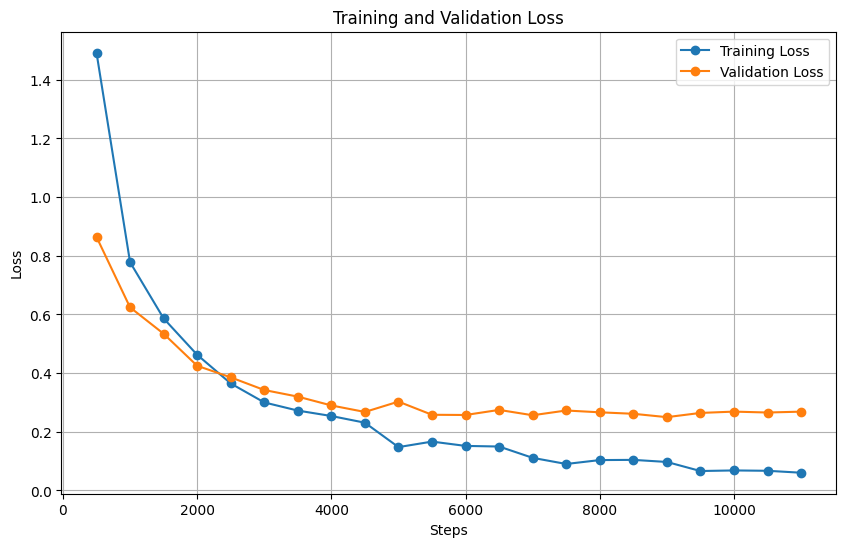 Training and Validation Loss
Training Loss
Validation Loss
Loss
1.4
1.2
1.0
0.8
0.6
0.4
0.2
0.0
0 2000 4000 6000 8000 10000
Steps